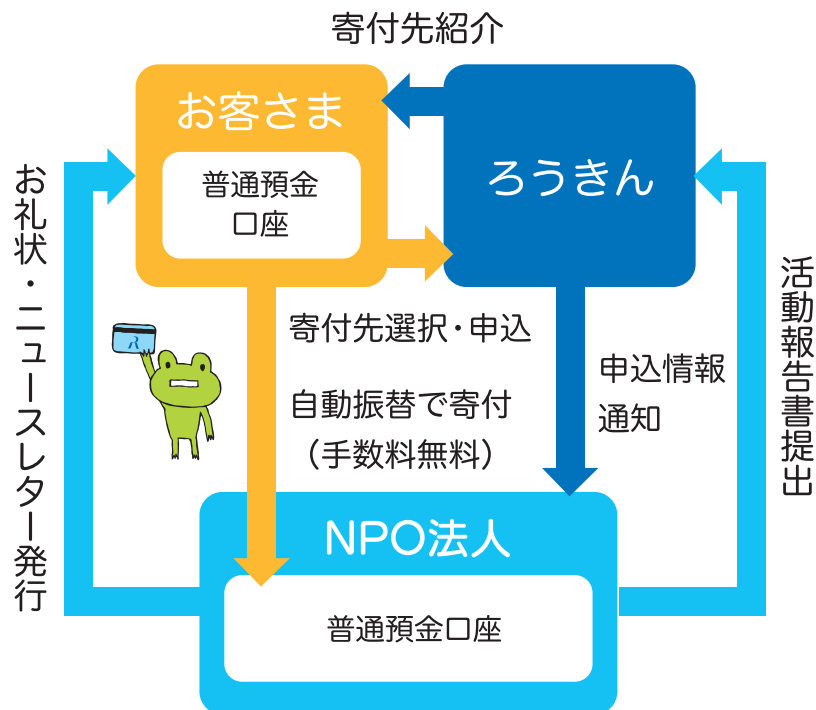 寄付先紹介
お客さま
普通預金
口座
ろうきん
お礼状・ニュースレター発行
寄付先選択・申込
自動振替で寄付
（手数料無料）
申込情報
通知
活動報告書提出
R
NPO法人
普通預金口座